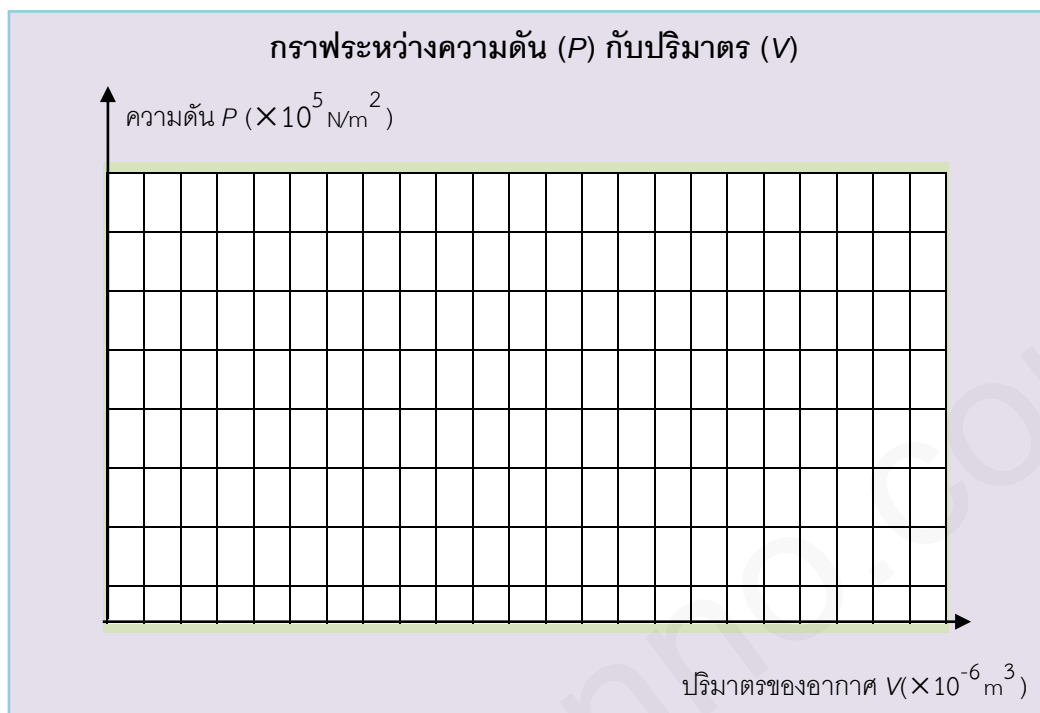 กราฟระหว่างความดัน (P) กับปริมาตร (V)
ความดัน P (×10⁵ N/m²)
ปริมาตรของอากาศ V(×10⁻⁶ m³)